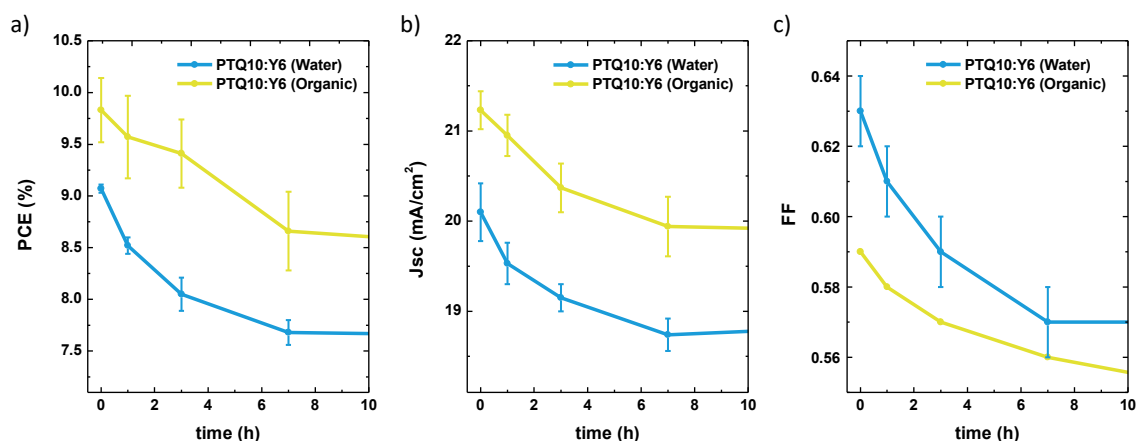 a)
10.5
10.0
9.5
9.0
8.5
8.0
7.5
PCE (%)
PTQ10:Y6 (Water)
PTQ10:Y6 (Organic)
0 2 4 6 8 10
time (h)
b)
22
21
20
19
Jsc (mA/cm²)
PTQ10:Y6 (Water)
PTQ10:Y6 (Organic)
0 2 4 6 8 10
time (h)
c)
0.64
0.62
0.60
0.58
0.56
FF
PTQ10:Y6 (Water)
PTQ10:Y6 (Organic)
0 2 4 6 8 10
time (h)